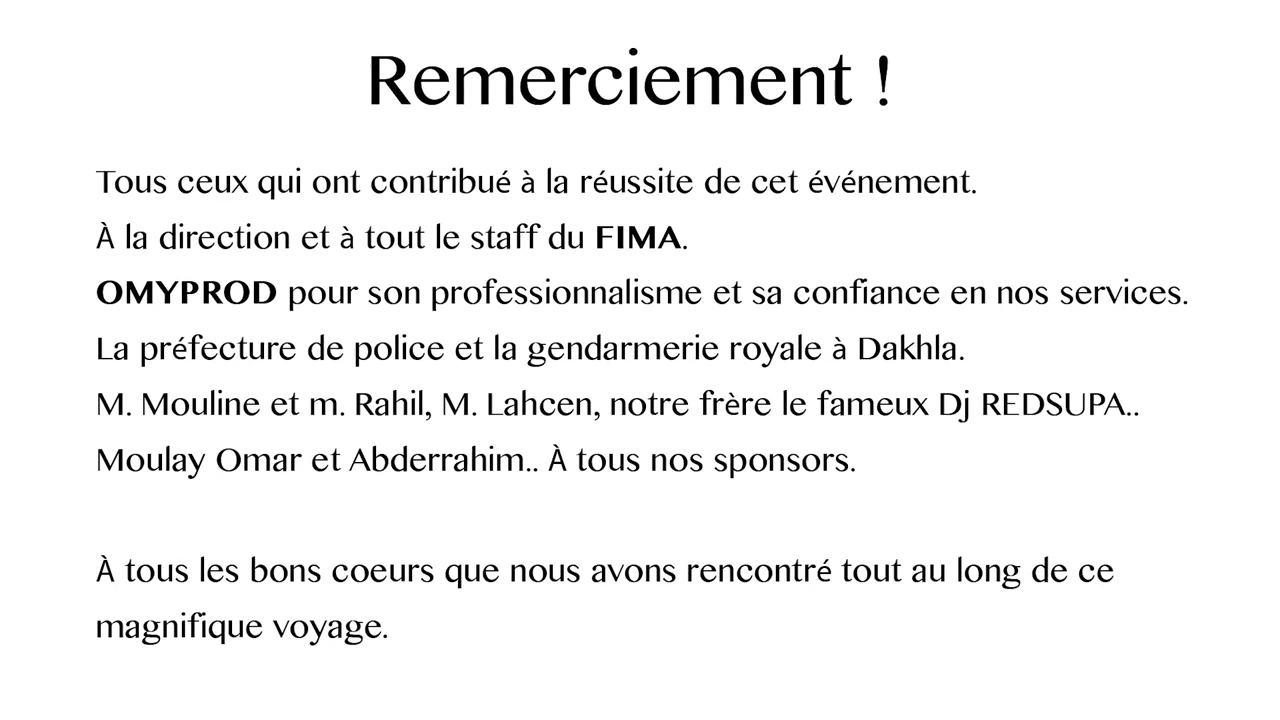 Remerciement !
Tous ceux qui ont contribué à la réussite de cet événement.
À la direction et à tout le staff du FIMA.
OMYPROD pour son professionnalisme et sa confiance en nos services.
La préfecture de police et la gendarmerie royale à Dakhla.
M. Mouline et m. Rahil, M. Lahcen, notre frère le fameux Dj REDSUPA..
Moulay Omar et Abderrahim.. À tous nos sponsors.
À tous les bons coeurs que nous avons rencontré tout au long de ce
magnifique voyage.